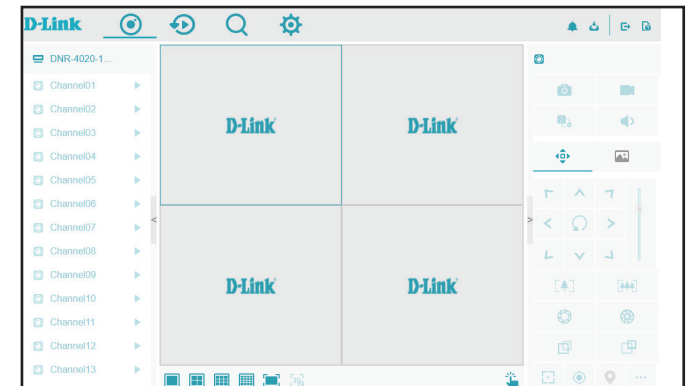 D-Link
DNR-4020-1...
Channel01
Channel02
Channel03
Channel04
Channel05
Channel06
Channel07
Channel08
Channel09
Channel10
Channel11
Channel12
Channel13
D-Link
D-Link
D-Link
D-Link